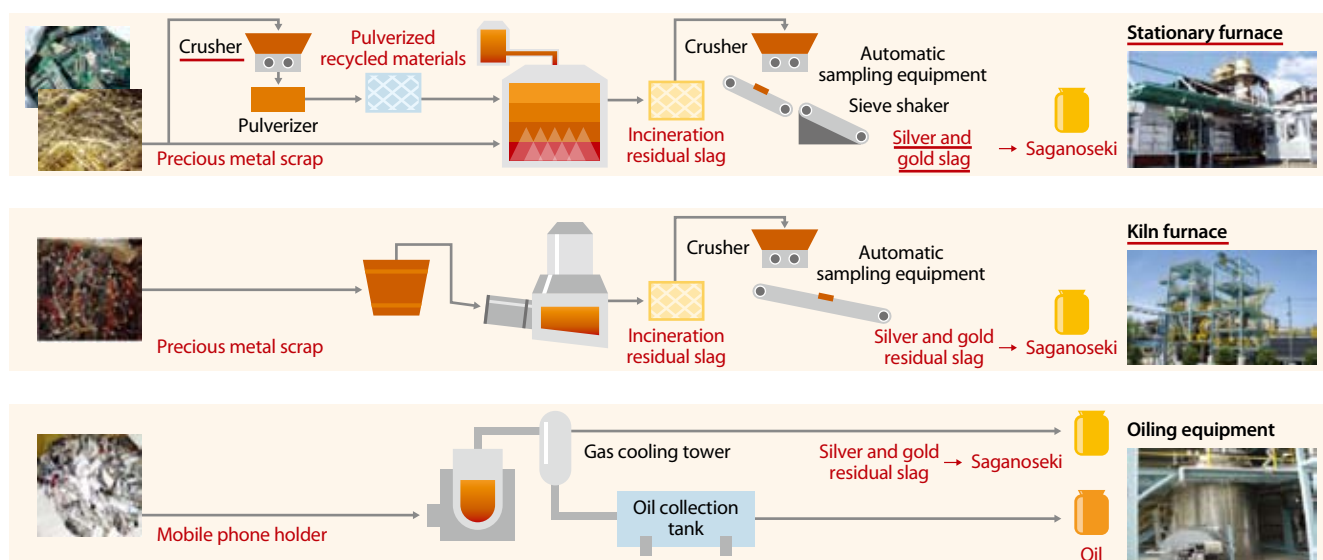 Crusher
Pulverizer
Pulverized
recycled materials
Precious metal scrap
Incineration
residual slag
Crusher
Automatic
sampling equipment
Sieve shaker
Silver and
gold slag
Saganoseki
Stationary furnace
Precious metal scrap
Incineration
residual slag
Crusher
Automatic
sampling equipment
Silver and gold
residual slag
Saganoseki
Kiln furnace
Mobile phone holder
Gas cooling tower
Oil collection
tank
Silver and gold
residual slag
Saganoseki
Oil
Oiling equipment